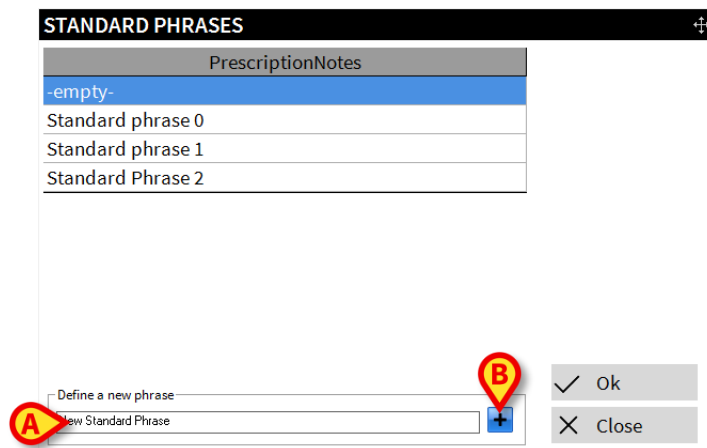 STANDARD PHRASES
PrescriptionNotes
-empty-
Standard phrase 0
Standard phrase 1
Standard Phrase 2
B
Ok
Define a new phrase
A
New Standard Phrase
Close